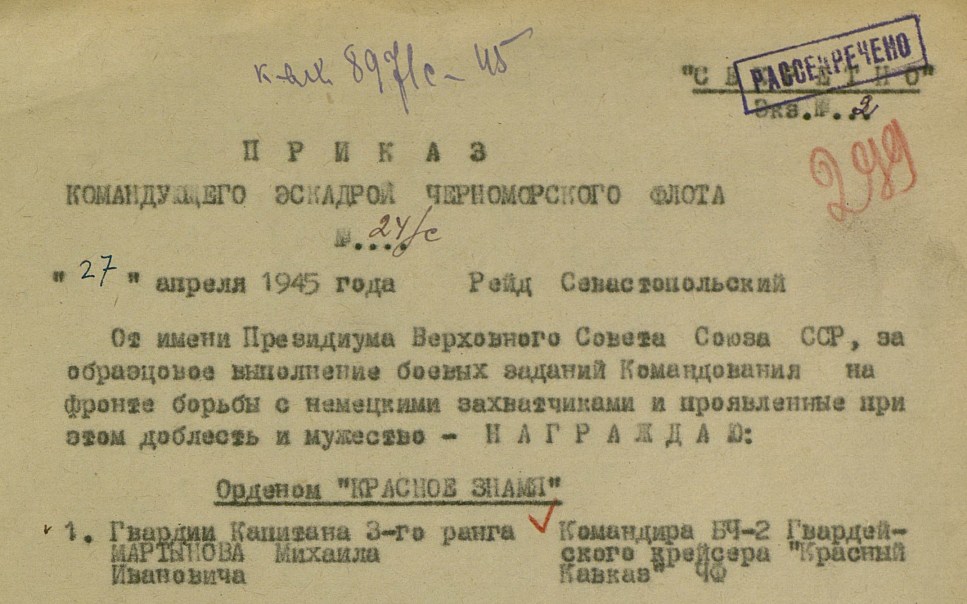 к вх 8971с - 45
"СЕКРЕТНО"
РАССЕКРЕЧЕНО
Экз.№...2
299
П Р И К А З
КОМАНДУЮЩЕГО ЭСКАДРОЙ ЧЕРНОМОРСКОГО ФЛОТА
№....24/с
"27" апреля 1945 года Рейд Севастопольский
От имени Президиума Верховного Совета Союза ССР, за
образцовое выполнение боевых заданий Командования на
фронте борьбы с немецкими захватчиками и проявленные при
этом доблесть и мужество - Н А Г Р А Ж Д А Ю:
Орденом "КРАСНОЕ ЗНАМЯ"
1. Гвардии Капитана 3-го ранга
МАРТЫНОВА Михаила
Ивановича
Командира БЧ-2 Гвардей-
ского крейсера "Красный
Кавказ" ЧФ